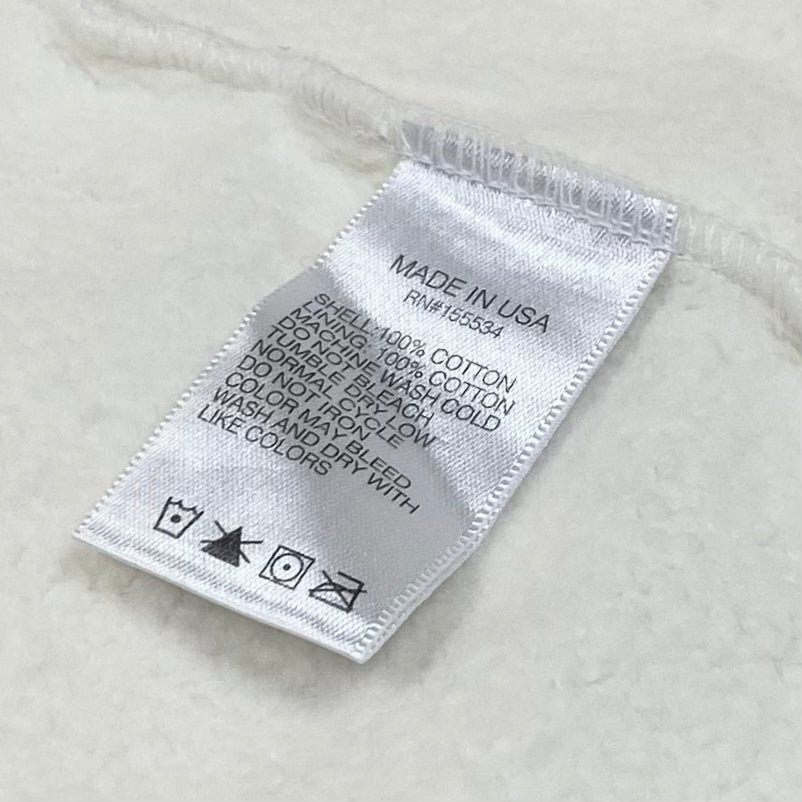 MADE IN USA
RN#155534
SHELL: 100% COTTON
LINING: 100% COTTON
MACHINE WASH COLD
DO NOT BLEACH
TUMBLE DRY LOW
NORMAL CYCLE
DO NOT IRON
COLOR MAY BLEED
WASH AND DRY WITH
LIKE COLORS